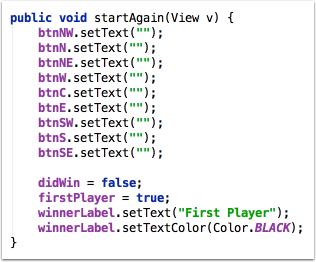 public void startAgain(View v) {
    btnNW.setText("");
    btnN.setText("");
    btnNE.setText("");
    btnW.setText("");
    btnC.setText("");
    btnE.setText("");
    btnSW.setText("");
    btnS.setText("");
    btnSE.setText("");

    didWin = false;
    firstPlayer = true;
    winnerLabel.setText("First Player");
    winnerLabel.setTextColor(Color.BLACK);
}